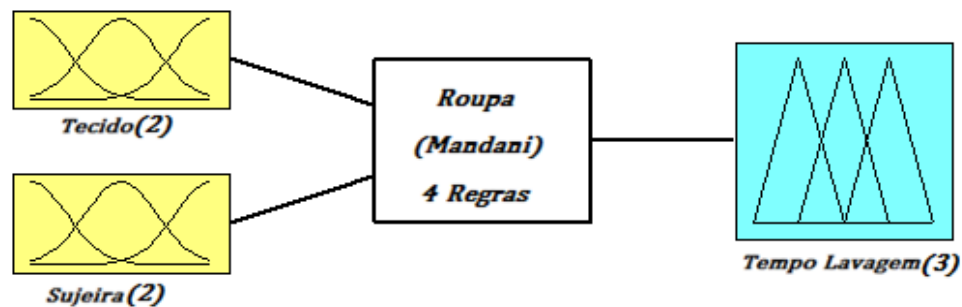 Tecido(2)
Sujeira(2)
Roupa
(Mandani)
4 Regras
Tempo Lavagem(3)